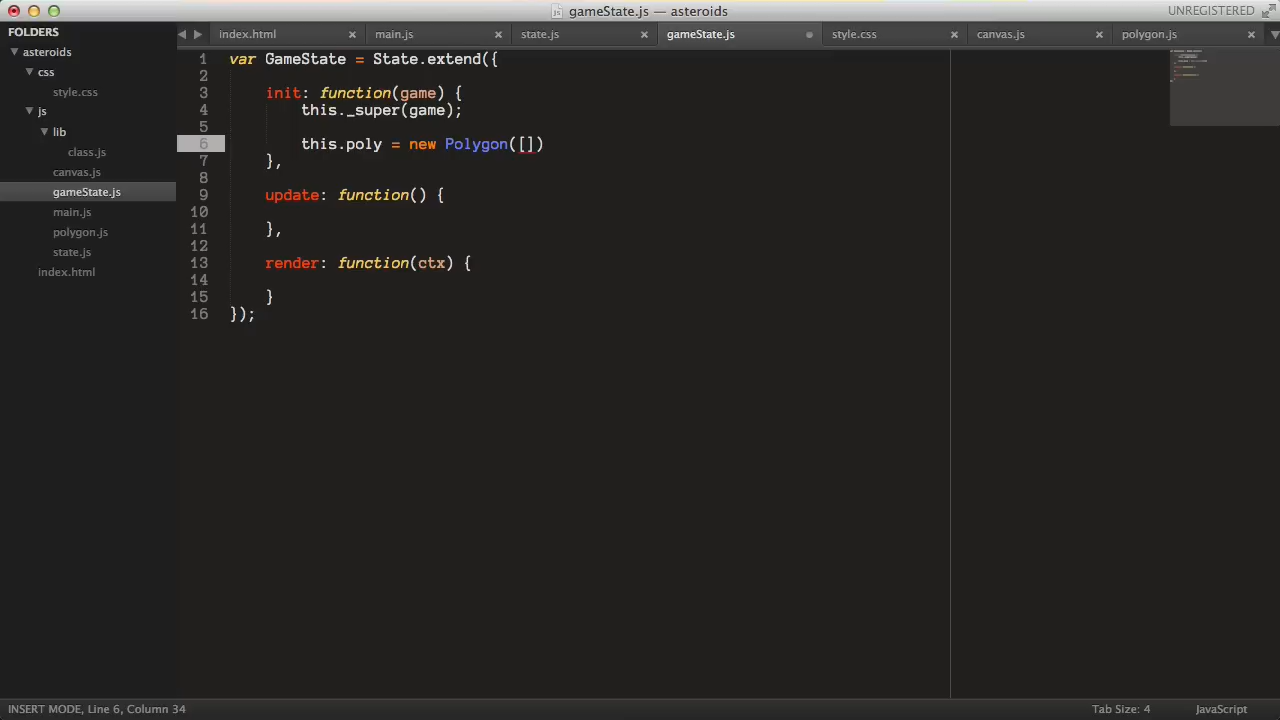 gameState.js — asteroids
UNREGISTERED
FOLDERS
asteroids
css
style.css
js
lib
class.js
canvas.js
gameState.js
main.js
polygon.js
state.js
index.html
index.html
main.js
state.js
gameState.js
style.css
canvas.js
polygon.js
1 var GameState = State.extend({
2
3 init: function(game) {
4 this._super(game);
5
6 this.poly = new Polygon([])
7 },
8
9 update: function() {
10
11 },
12
13 render: function(ctx) {
14
15 }
16 });
INSERT MODE, Line 6, Column 34
Tab Size: 4
JavaScript